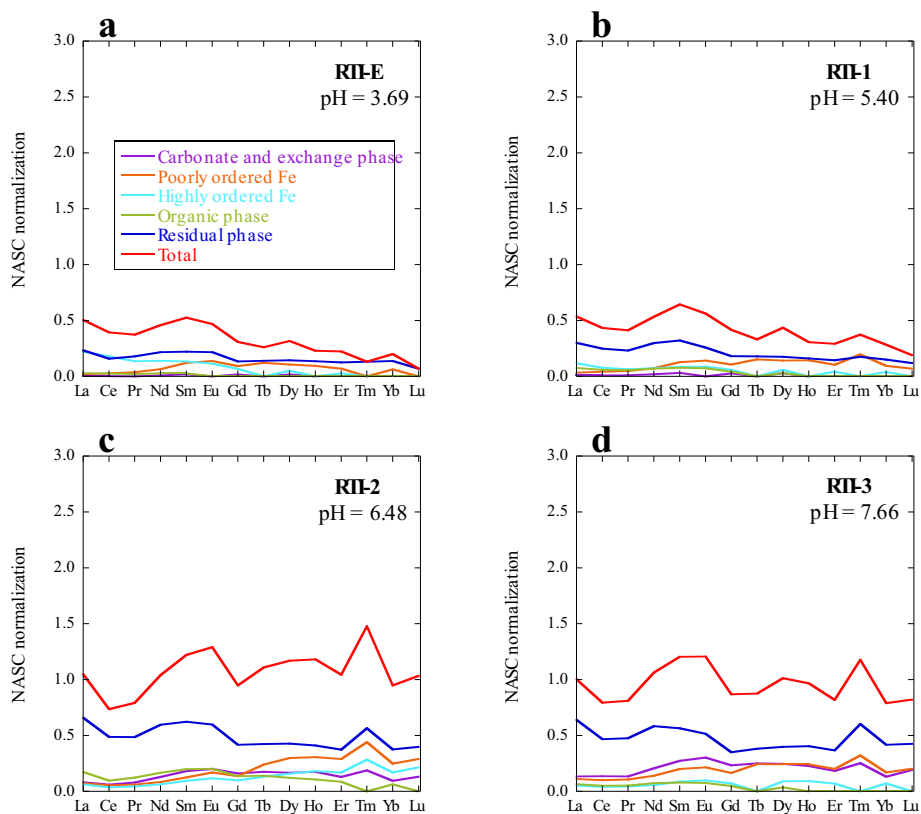 a
3.0
2.5
2.0
1.5
1.0
0.5
0.0
NASC normalization
RTI-E
pH = 3.69
Carbonate and exchange phase
Poorly ordered Fe
Highly ordered Fe
Organic phase
Residual phase
Total
La Ce Pr Nd Sm Eu Gd Tb Dy Ho Er Tm Yb Lu
b
3.0
2.5
2.0
1.5
1.0
0.5
0.0
NASC normalization
RTI-1
pH = 5.40
La Ce Pr Nd Sm Eu Gd Tb Dy Ho Er Tm Yb Lu
c
3.0
2.5
2.0
1.5
1.0
0.5
0.0
NASC normalization
RTI-2
pH = 6.48
La Ce Pr Nd Sm Eu Gd Tb Dy Ho Er Tm Yb Lu
d
3.0
2.5
2.0
1.5
1.0
0.5
0.0
NASC normalization
RTI-3
pH = 7.66
La Ce Pr Nd Sm Eu Gd Tb Dy Ho Er Tm Yb Lu